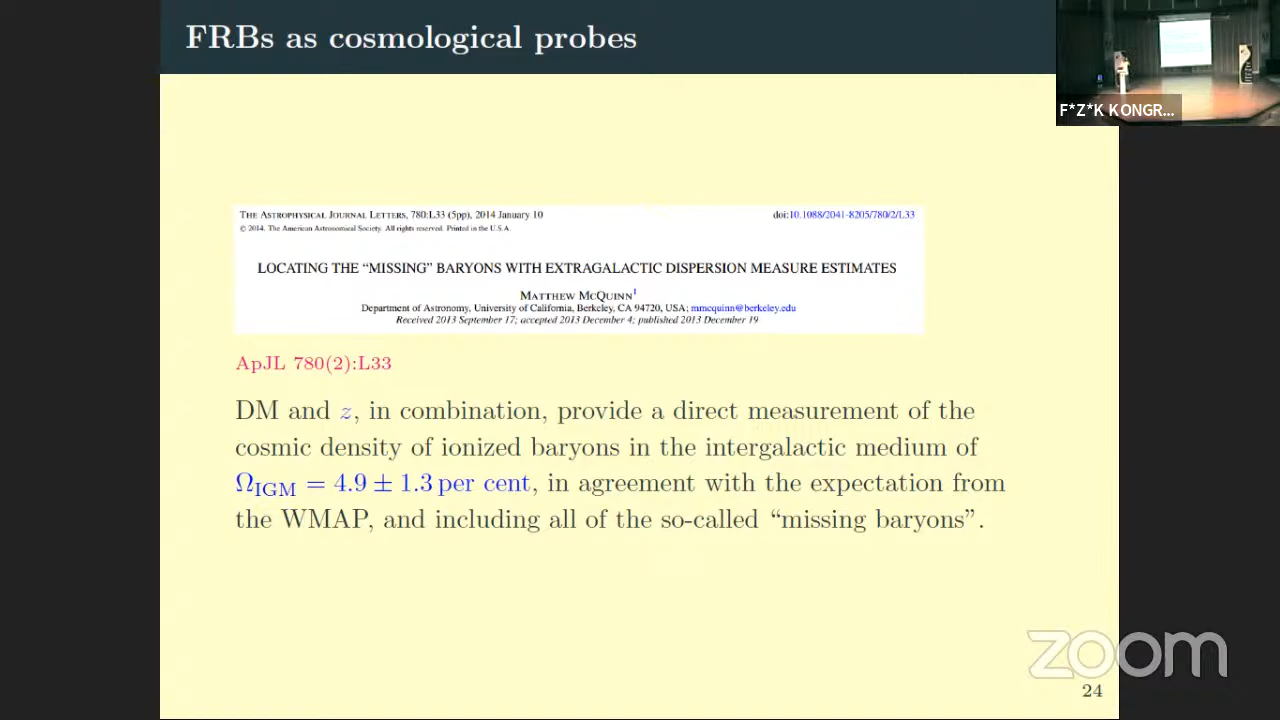 FRBs as cosmological probes
F*Z*K KONGR...
THE ASTROPHYSICAL JOURNAL LETTERS, 780:L33 (5pp), 2014 January 10
doi:10.1088/2041-8205/780/2/L33
© 2014. The American Astronomical Society. All rights reserved. Printed in the U.S.A.
LOCATING THE “MISSING” BARYONS WITH EXTRAGALACTIC DISPERSION MEASURE ESTIMATES
MATTHEW MCQUINN¹
Department of Astronomy, University of California, Berkeley, CA 94720, USA; mmcquinn@berkeley.edu
Received 2013 September 17; accepted 2013 December 4; published 2013 December 19
ApJL 780(2):L33
DM and z, in combination, provide a direct measurement of the
cosmic density of ionized baryons in the intergalactic medium of
Ω_IGM = 4.9 ± 1.3 per cent, in agreement with the expectation from
the WMAP, and including all of the so-called “missing baryons”.
zoom
24